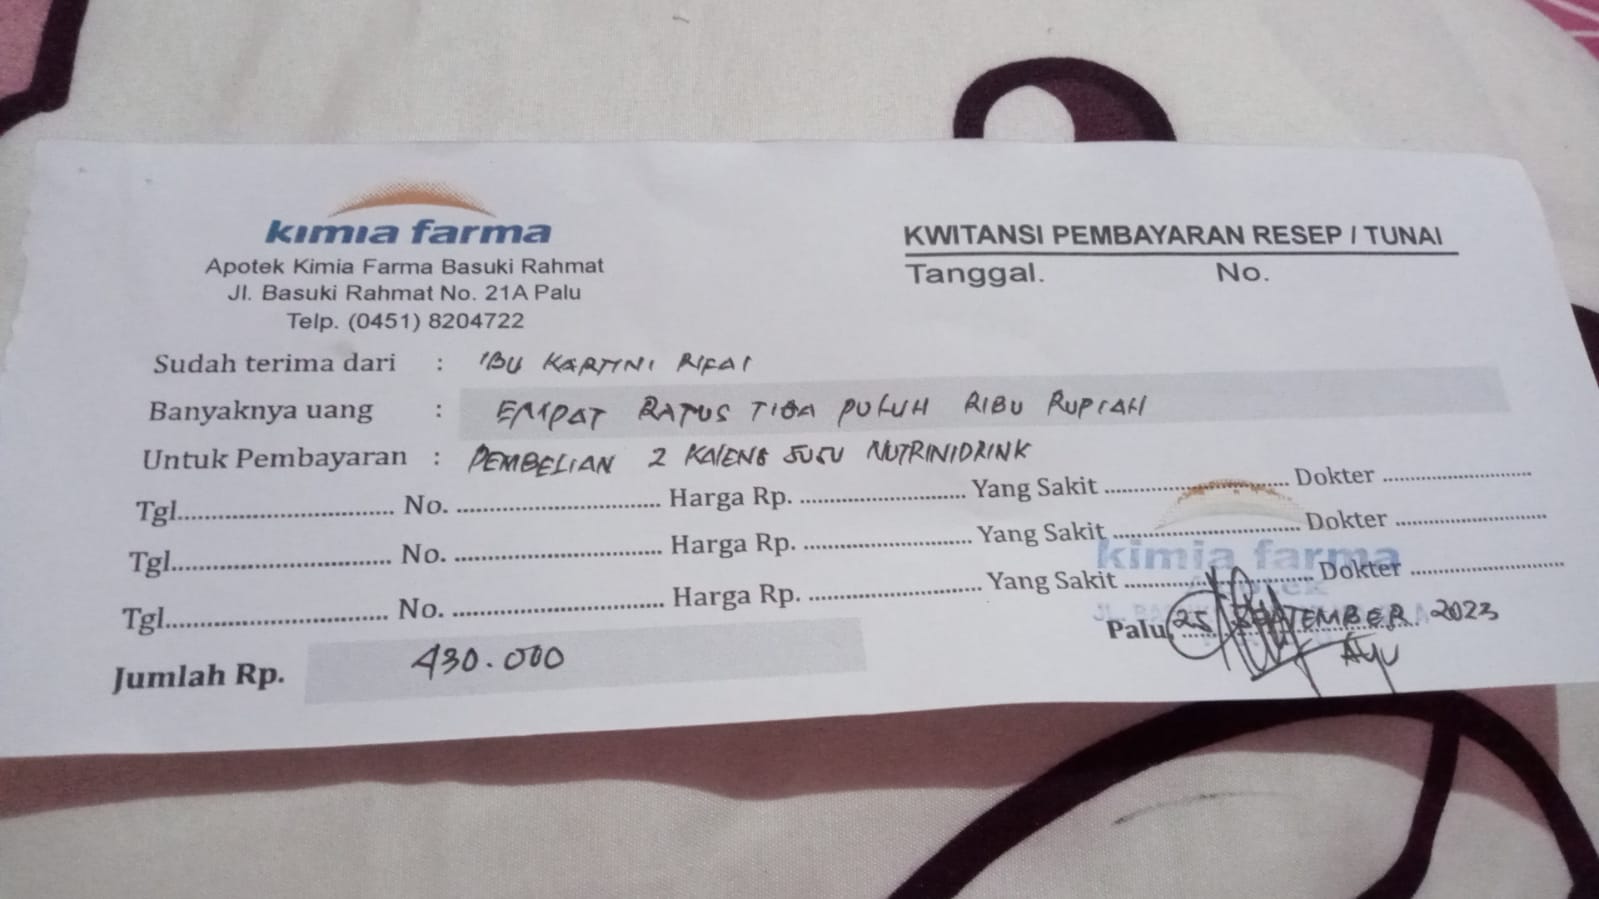 kimia farma
Apotek Kimia Farma Basuki Rahmat
Jl. Basuki Rahmat No. 21A Palu
Telp. (0451) 8204722
KWITANSI PEMBAYARAN RESEP / TUNAI
Tanggal. No.
Sudah terima dari : IBU KARTINI RIFAI
Banyaknya uang : EMPAT RATUS TIGA PULUH RIBU RUPIAH
Untuk Pembayaran : PEMBELIAN 2 KALENG SUSU NUTRINIDRINK
Tgl. No. Harga Rp. Yang Sakit Dokter
Tgl. No. Harga Rp. Yang Sakit Dokter
Tgl. No. Harga Rp. Yang Sakit Dokter
kimia farma
Palu, 25 SEPTEMBER 2023
Ayu
Jumlah Rp. 430.000